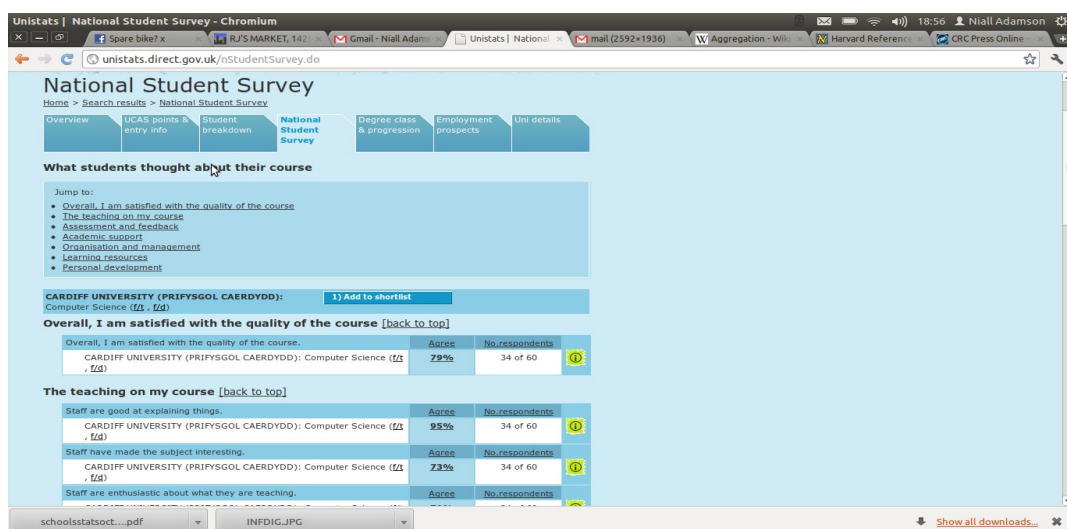 Unistats | National Student Survey - Chromium
18:56 Niall Adamson
Spare bike? x
RJ'S MARKET, 142
Gmail - Niall Adams
Unistats | National
mail (2592×1936)
Aggregation - Wiki
Harvard Reference
CRC Press Online -
unistats.direct.gov.uk/nStudentSurvey.do
National Student Survey
Home > Search results > National Student Survey
Overview
UCAS points & entry info
Student breakdown
National Student Survey
Degree class & progression
Employment prospects
Uni details
What students thought about their course
Jump to:
Overall, I am satisfied with the quality of the course
The teaching on my course
Assessment and feedback
Academic support
Organisation and management
Learning resources
Personal development
CARDIFF UNIVERSITY (PRIFYSGOL CAERDYDD): 1) Add to shortlist
Computer Science (f/t , f/d)
Overall, I am satisfied with the quality of the course [back to top]
Overall, I am satisfied with the quality of the course. Agree No.respondents
CARDIFF UNIVERSITY (PRIFYSGOL CAERDYDD): Computer Science (f/t 79% 34 of 60
, f/d)
The teaching on my course [back to top]
Staff are good at explaining things. Agree No.respondents
CARDIFF UNIVERSITY (PRIFYSGOL CAERDYDD): Computer Science (f/t 95% 34 of 60
, f/d)
Staff have made the subject interesting. Agree No.respondents
CARDIFF UNIVERSITY (PRIFYSGOL CAERDYDD): Computer Science (f/t 73% 34 of 60
, f/d)
Staff are enthusiastic about what they are teaching. Agree No.respondents
schoolsstatsoct....pdf INFDIG.JPG Show all downloads...